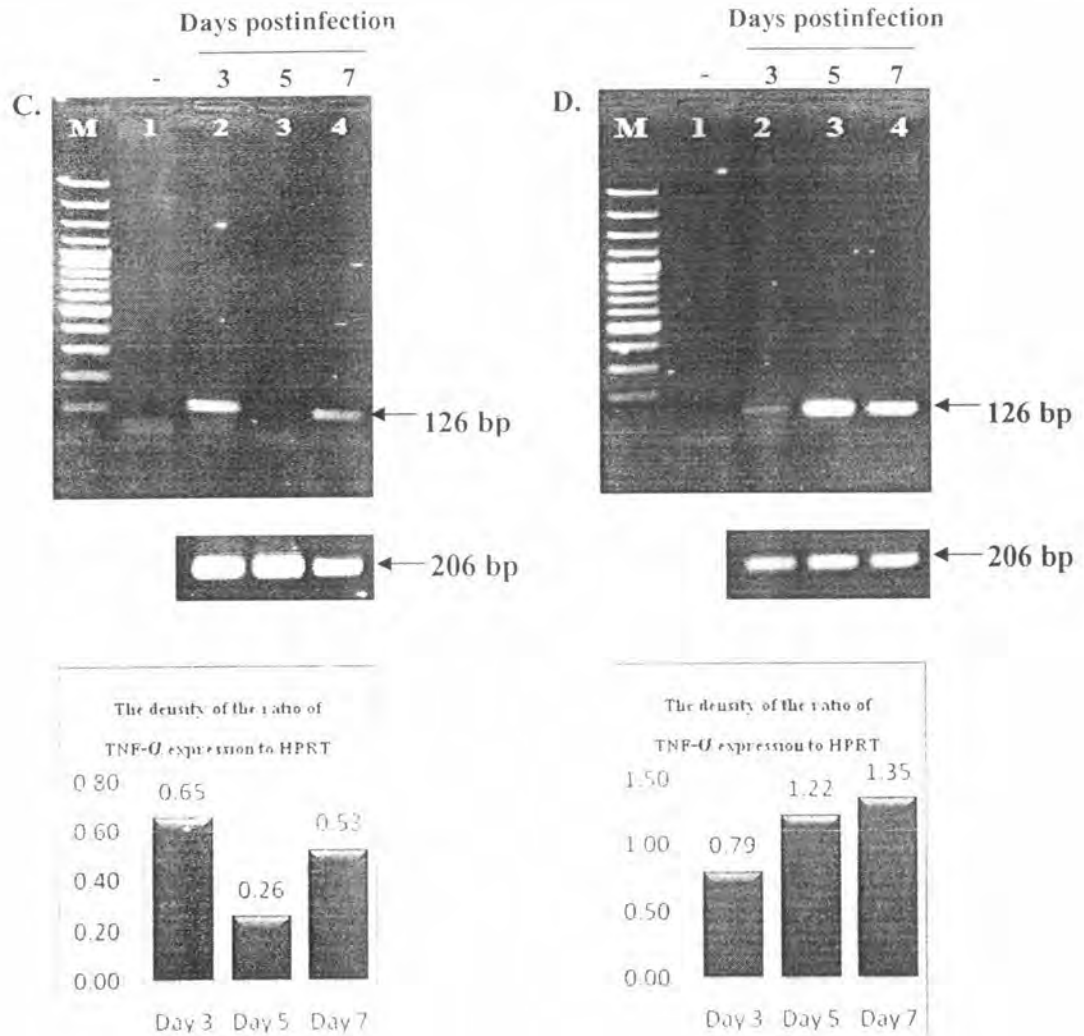 Days postinfection
- 3 5 7
C.
M 1 2 3 4
126 bp
206 bp
The density of the ratio of
TNF-α expression to HPRT
0.80
0.60
0.40
0.20
0.00
0.65
0.26
0.53
Day 3 Day 5 Day 7
Days postinfection
- 3 5 7
D.
M 1 2 3 4
126 bp
206 bp
The density of the ratio of
TNF-α expression to HPRT
1.50
1.00
0.50
0.00
0.79
1.22
1.35
Day 3 Day 5 Day 7